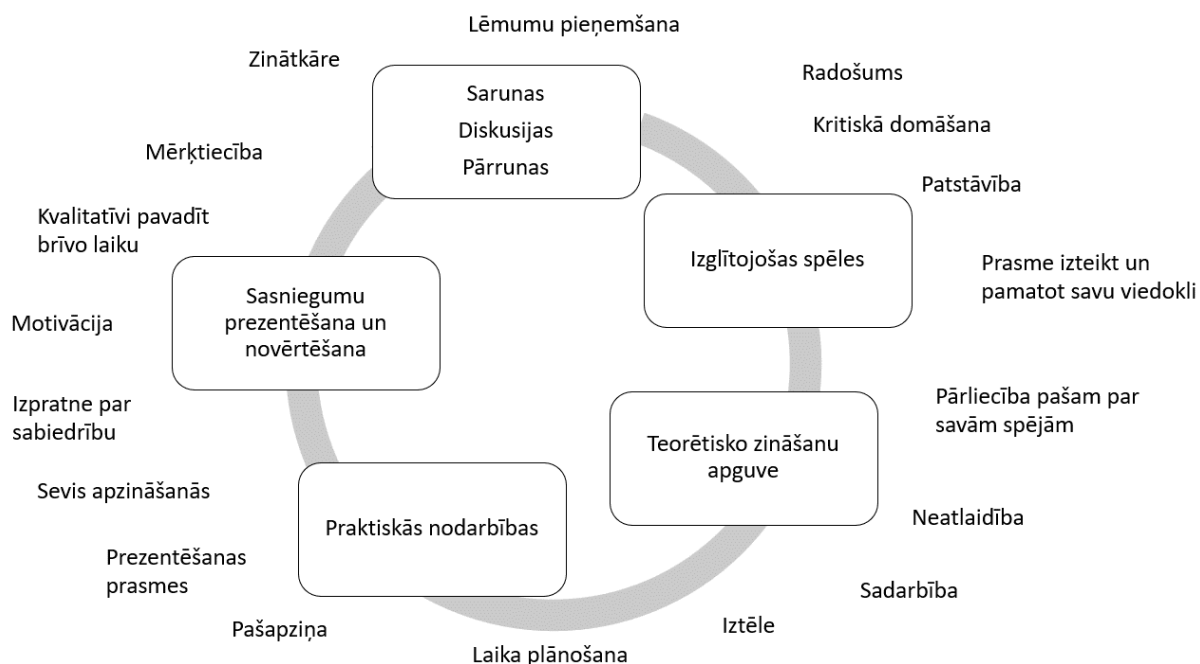 Lēmumu pieņemšana
Zinātkāre
Radošums
Sarunas
Diskusijas
Pārrunas
Kritiskā domāšana
Mērķtiecība
Patstāvība
Kvalitatīvi pavadīt
brīvo laiku
Izglītojošas spēles
Prasme izteikt un
pamatot savu viedokli
Sasniegumu
prezentēšana un
novērtēšana
Motivācija
Izpratne par
sabiedrību
Pārliecība pašam par
savām spējām
Teorētisko zināšanu
apguve
Sevis apzināšanās
Praktiskās nodarbības
Neatlaidība
Prezentēšanas
prasmes
Sadarbība
Pašapziņa
Iztēle
Laika plānošana